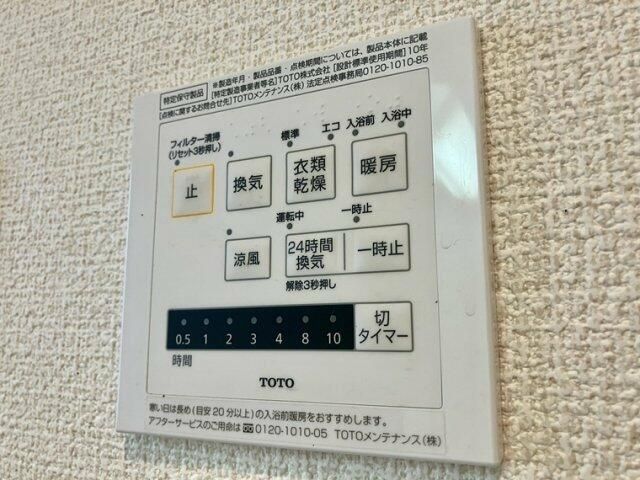 特定保守製品
※製造年月・製品品番・点検期間については、製品本体に記載
[特定製造事業者等名]TOTO株式会社 [設計標準使用期間]10年
[点検に関するお問合せ先]TOTOメンテナンス(株) 法定点検事務局0120-1010-85
フィルター清掃
(リセット3秒押し)
標準 エコ 入浴前 入浴中
止 換気 衣類
乾燥 暖房
運転中 一時止
涼風 24時間
換気 一時止
解除3秒押し
0.5 1 2 3 4 8 10 切
タイマー
時間
TOTO
寒い日は長め(目安20分以上)の入浴前暖房をおすすめします。
アフターサービスのご用命は 0120-1010-05 TOTOメンテナンス(株)